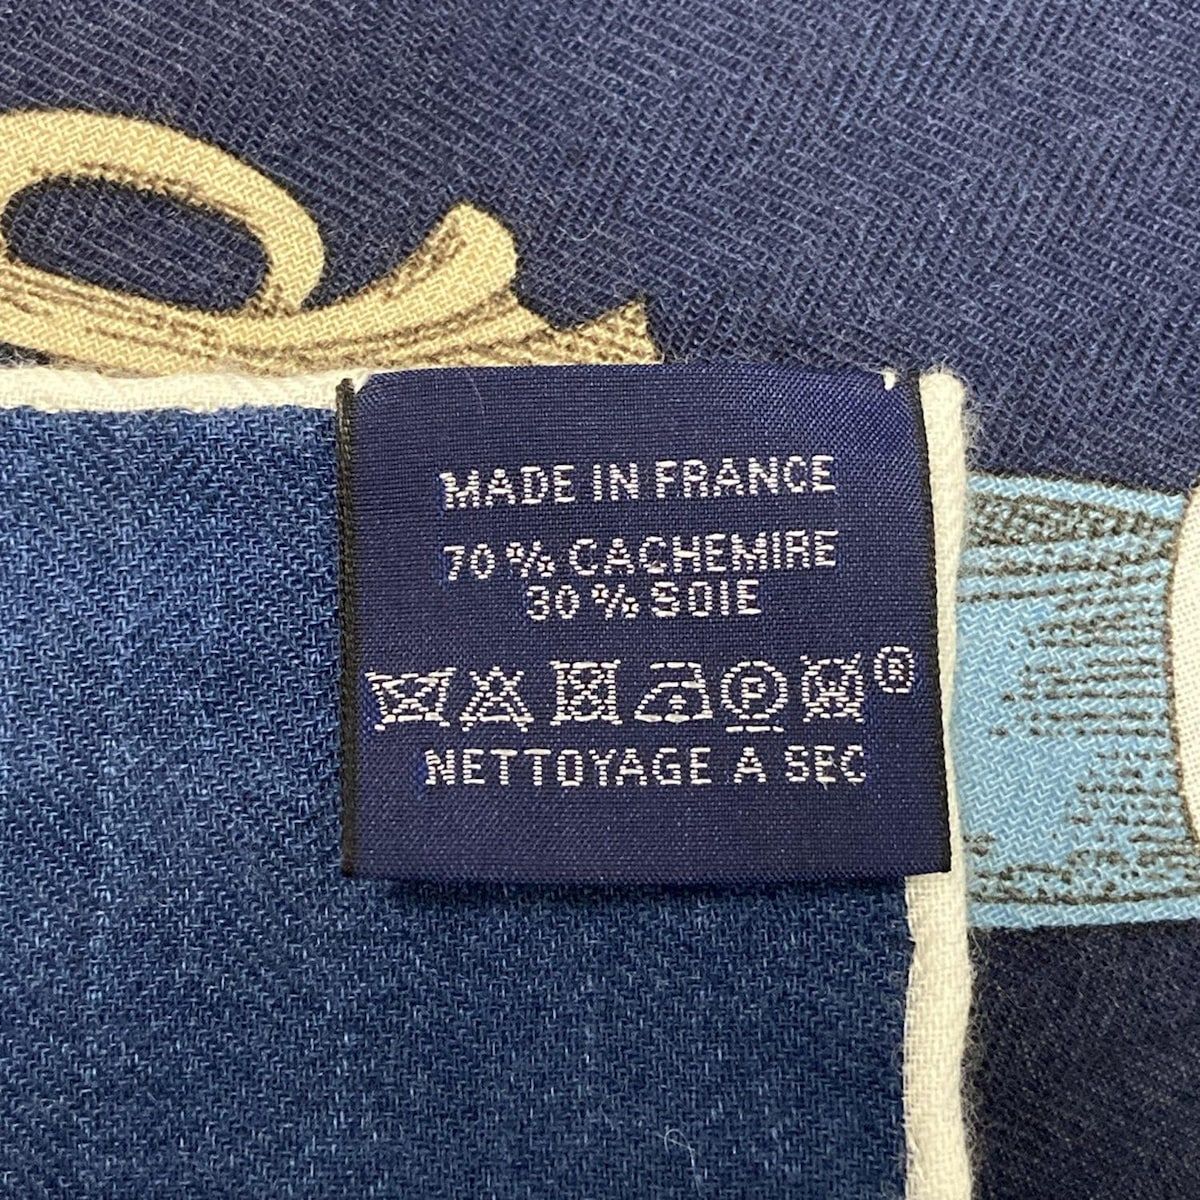 MADE IN FRANCE
70 % CACHEMIRE
30 % SOIE
P W ®
NETTOYAGE A SEC